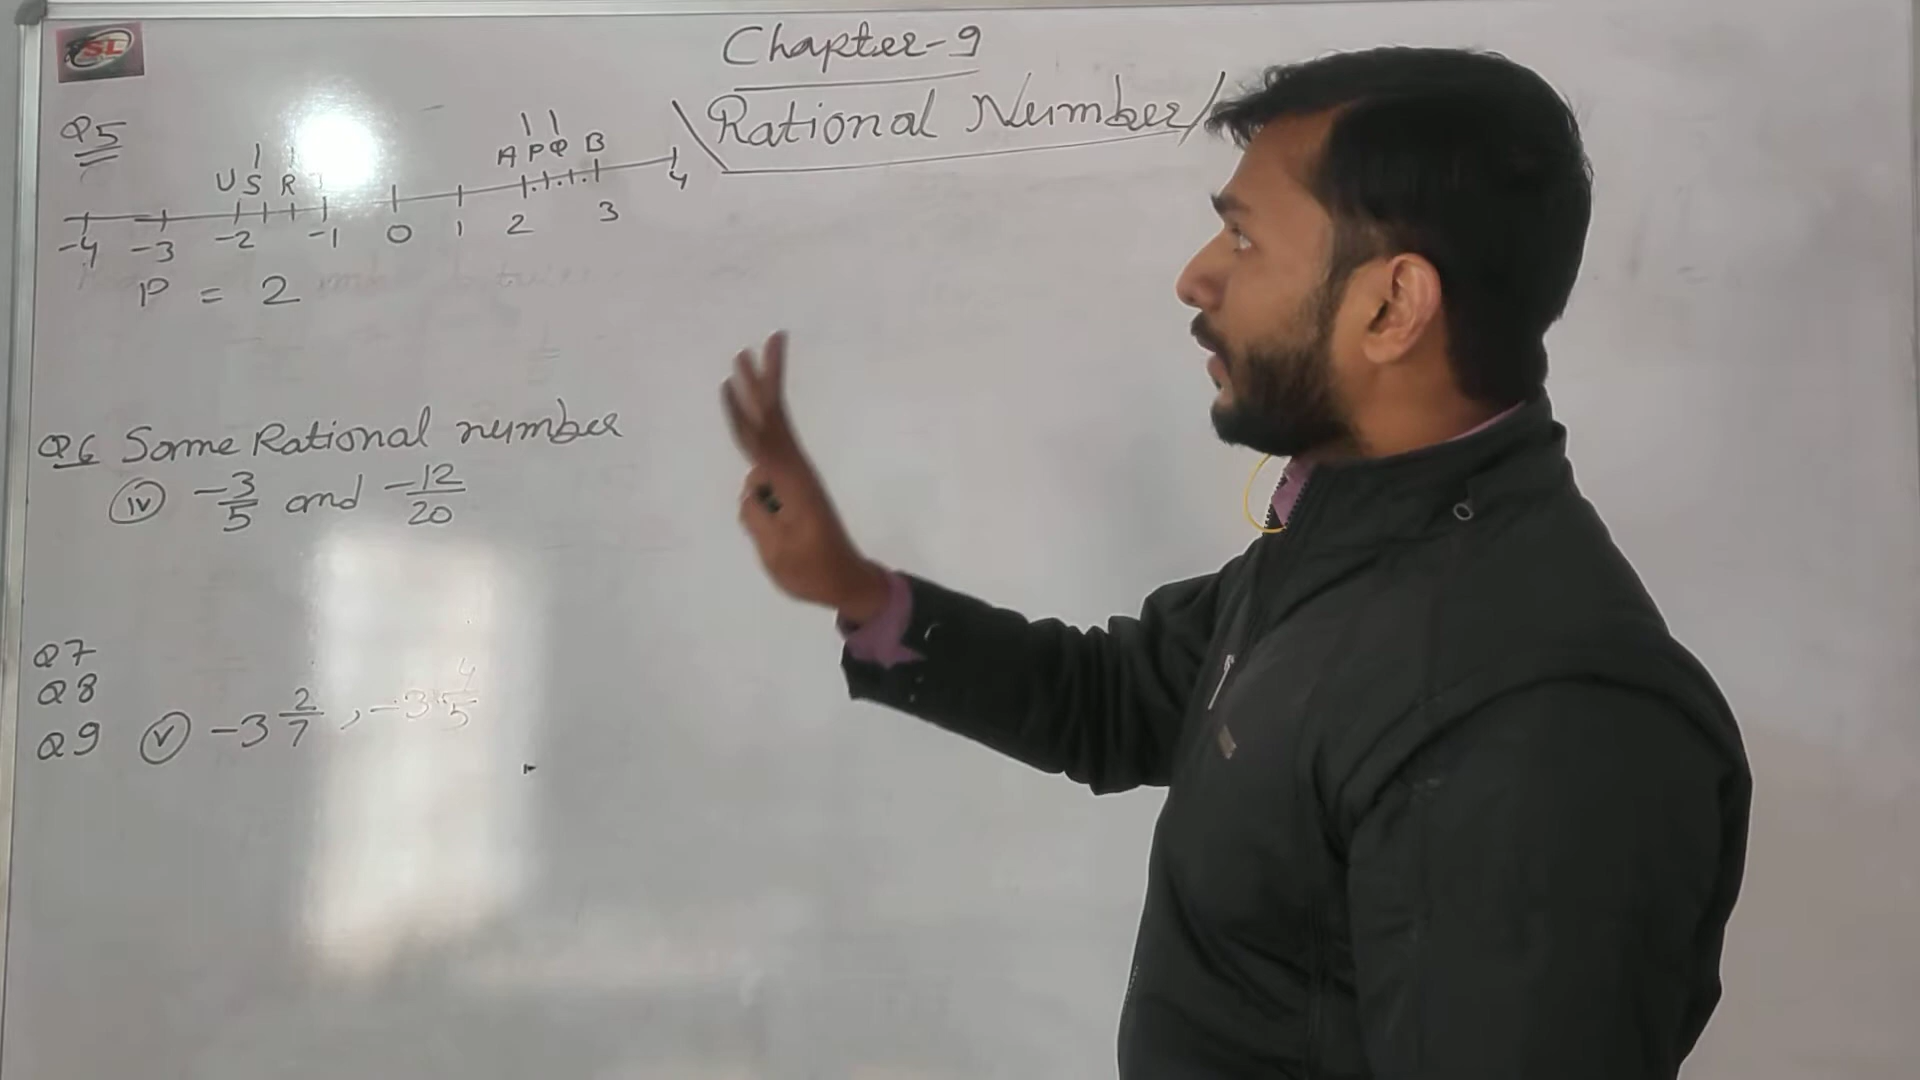 SL
Chapter-9
Rational Number
Q5
U S R A P Q B
-4 -3 -2 -1 0 1 2 3 4
P = 2
Q6 Some Rational number
iv -3/5 and -12/20
Q7
Q8
Q9 v -3 2/7 , -3 4/5